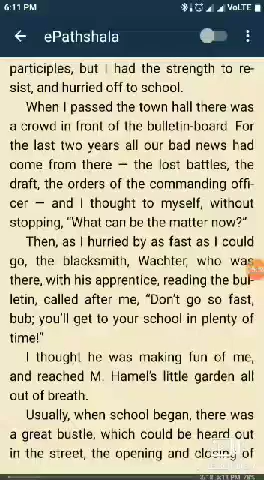 6:11 PM VoLTE
ePathshala
participles, but I had the strength to re-
sist, and hurried off to school.
When I passed the town hall there was
a crowd in front of the bulletin-board. For
the last two years all our bad news had
come from there — the lost battles, the
draft, the orders of the commanding offi-
cer — and I thought to myself, without
stopping, “What can be the matter now?”
Then, as I hurried by as fast as I could
go, the blacksmith, Wachter, who was
there, with his apprentice, reading the bul-
letin, called after me, “Don’t go so fast,
bub; you’ll get to your school in plenty of
time!”
I thought he was making fun of me,
and reached M. Hamel’s little garden all
out of breath.
Usually, when school began, there was
a great bustle, which could be heard out
in the street, the opening and closing of